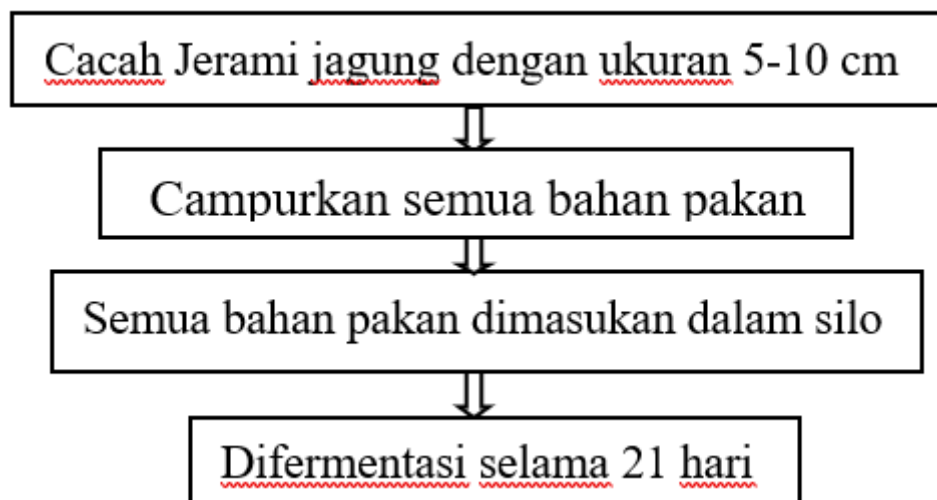 Cacah Jerami jagung dengan ukuran 5-10 cm
Campurkan semua bahan pakan
Semua bahan pakan dimasukan dalam silo
Difermentasi selama 21 hari